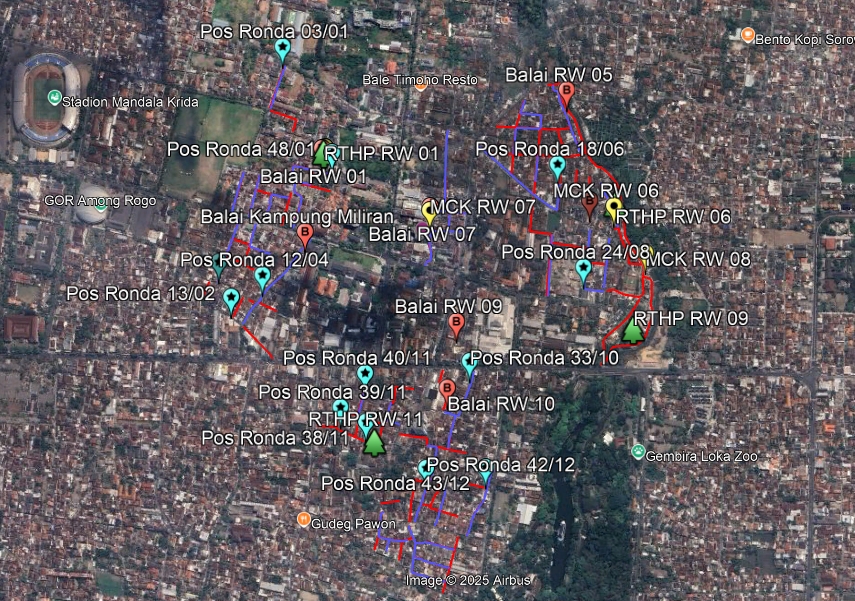 Pos Ronda 03/01
Bento Kopi Sorow
Balai RW 05
Bale Timoho Resto
Stadion Mandala Krida
Pos Ronda 48/01
RTHP RW 01
Pos Ronda 18/06
Balai RW 01
MCK RW 06
GOR Among Rogo
Balai Kampung Miliran
MCK RW 07
RTHP RW 06
Balai RW 07
Pos Ronda 24/08
Pos Ronda 12/04
MCK RW 08
Pos Ronda 13/02
Balai RW 09
RTHP RW 09
Pos Ronda 40/11
Pos Ronda 33/10
Pos Ronda 39/11
Balai RW 10
RTHP RW 11
Pos Ronda 38/11
Gembira Loka Zoo
Pos Ronda 42/12
Pos Ronda 43/12
Gudeg Pawon
Image © 2025 Airbus